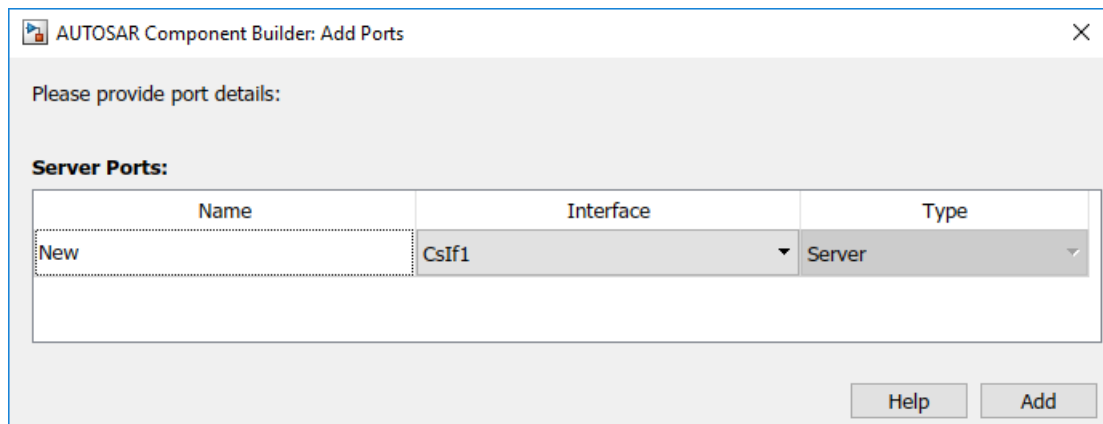 AUTOSAR Component Builder: Add Ports
Please provide port details:
Server Ports:
Name Interface Type
New CsIf1 Server
Help Add